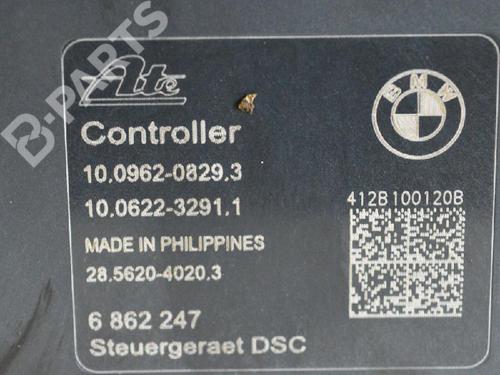 B-PARTS
Ate
BMW
Controller
10.0962-0829.3
10.0622-3291.1
412B100120B
MADE IN PHILIPPINES
28.5620-4020.3
6 862 247
Steuergeraet DSC